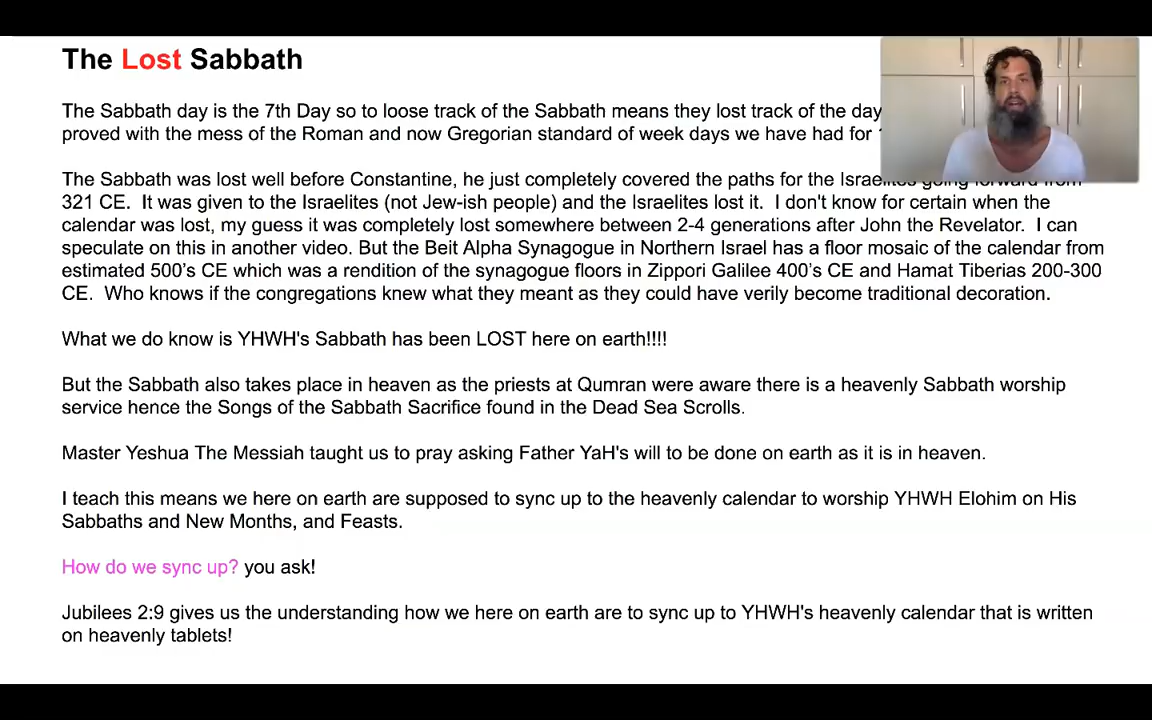 The Lost Sabbath
The Sabbath day is the 7th Day so to loose track of the Sabbath means they lost track of the day
proved with the mess of the Roman and now Gregorian standard of week days we have had for
The Sabbath was lost well before Constantine, he just completely covered the paths for the Israelites going forward from
321 CE.  It was given to the Israelites (not Jew-ish people) and the Israelites lost it.  I don't know for certain when the
calendar was lost, my guess it was completely lost somewhere between 2-4 generations after John the Revelator.  I can
speculate on this in another video. But the Beit Alpha Synagogue in Northern Israel has a floor mosaic of the calendar from
estimated 500's CE which was a rendition of the synagogue floors in Zippori Galilee 400's CE and Hamat Tiberias 200-300
CE.  Who knows if the congregations knew what they meant as they could have verily become traditional decoration.
What we do know is YHWH's Sabbath has been LOST here on earth!!!!
But the Sabbath also takes place in heaven as the priests at Qumran were aware there is a heavenly Sabbath worship
service hence the Songs of the Sabbath Sacrifice found in the Dead Sea Scrolls.
Master Yeshua The Messiah taught us to pray asking Father YaH's will to be done on earth as it is in heaven.
I teach this means we here on earth are supposed to sync up to the heavenly calendar to worship YHWH Elohim on His
Sabbaths and New Months, and Feasts.
How do we sync up? you ask!
Jubilees 2:9 gives us the understanding how we here on earth are to sync up to YHWH's heavenly calendar that is written
on heavenly tablets!